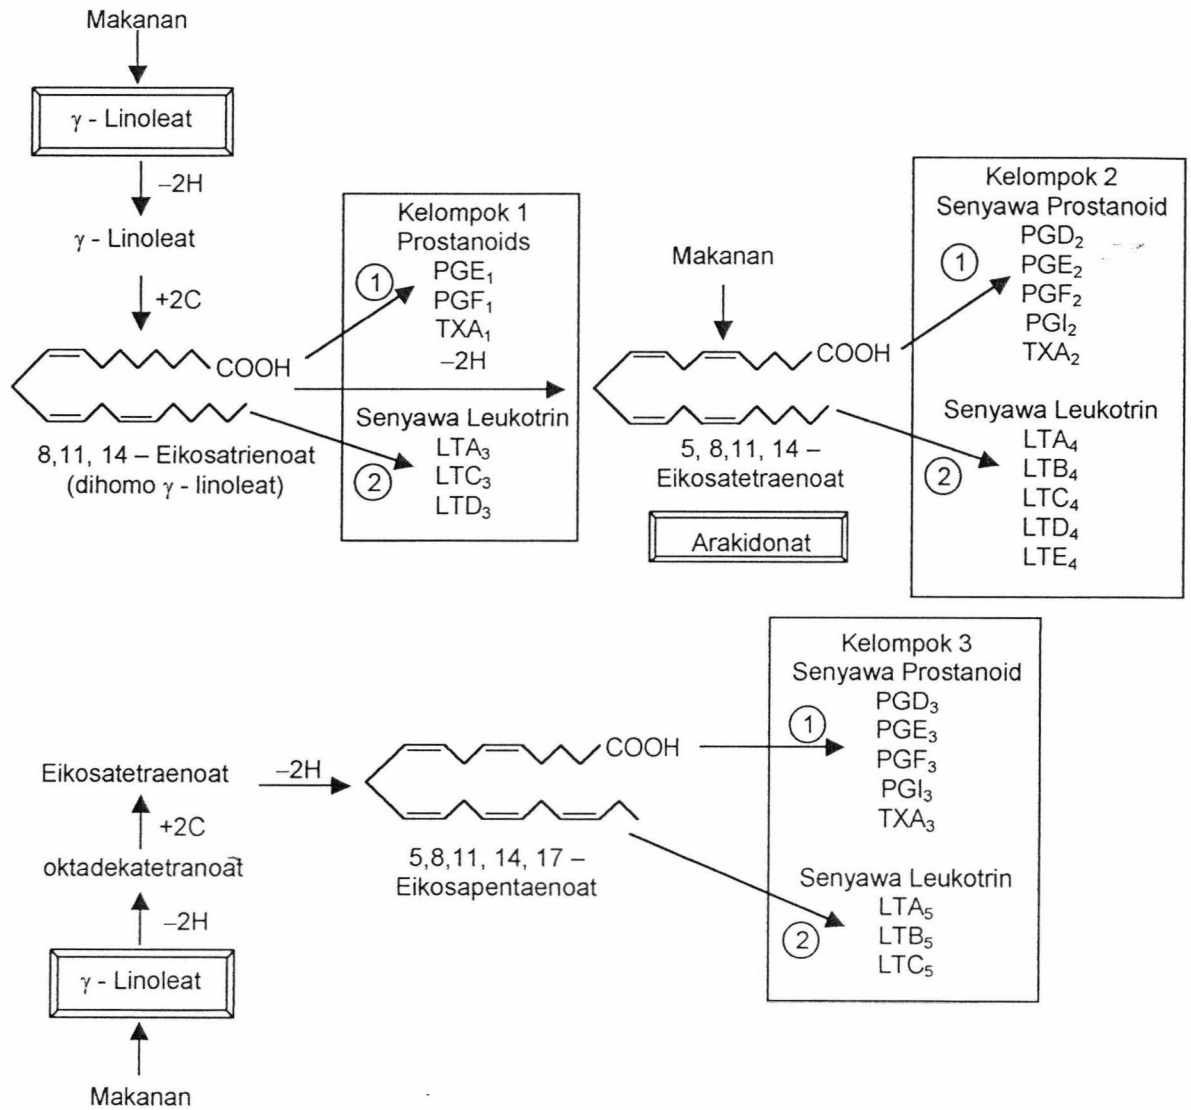 Makanan
γ - Linoleat
–2H
γ - Linoleat
+2C
COOH
8,11, 14 – Eikosatrienoat
(dihomo γ - linoleat)
Kelompok 1
Prostanoids
1
PGE₁
PGF₁
TXA₁
–2H
Senyawa Leukotrin
LTA₃
2
LTC₃
LTD₃
Makanan
COOH
5, 8,11, 14 –
Eikosatetraenoat
Arakidonat
Kelompok 2
Senyawa Prostanoid
1
PGD₂
PGE₂
PGF₂
PGI₂
TXA₂
Senyawa Leukotrin
LTA₄
2
LTB₄
LTC₄
LTD₄
LTE₄
Eikosatetraenoat
–2H
+2C
oktadekatetranoat
–2H
γ - Linoleat
Makanan
COOH
5,8,11, 14, 17 –
Eikosapentaenoat
Kelompok 3
Senyawa Prostanoid
1
PGD₃
PGE₃
PGF₃
PGI₃
TXA₃
Senyawa Leukotrin
2
LTA₅
LTB₅
LTC₅